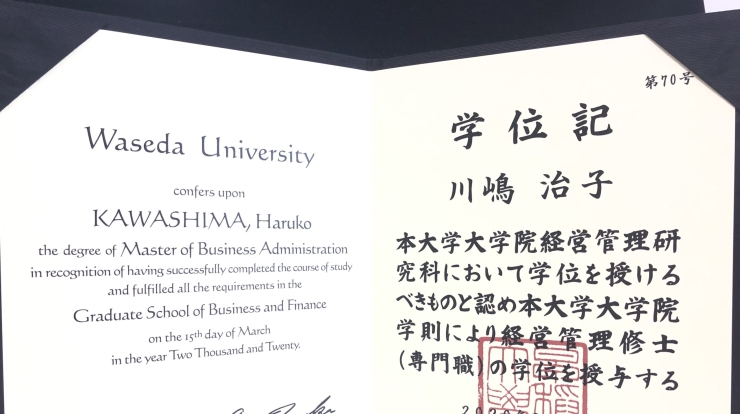 Waseda University
confers upon
KAWASHIMA, Haruko
the degree of Master of Business Administration
in recognition of having successfully completed the course of study
and fulfilled all the requirements in the
Graduate School of Business and Finance
on the 15th day of March
in the year Two Thousand and Twenty.
第70号
学位記
川嶋 治子
本大学大学院経営管理研
究科において学位を授ける
べきものと認め本大学大学院
学則により経営管理修士
(専門職)の学位を授与する